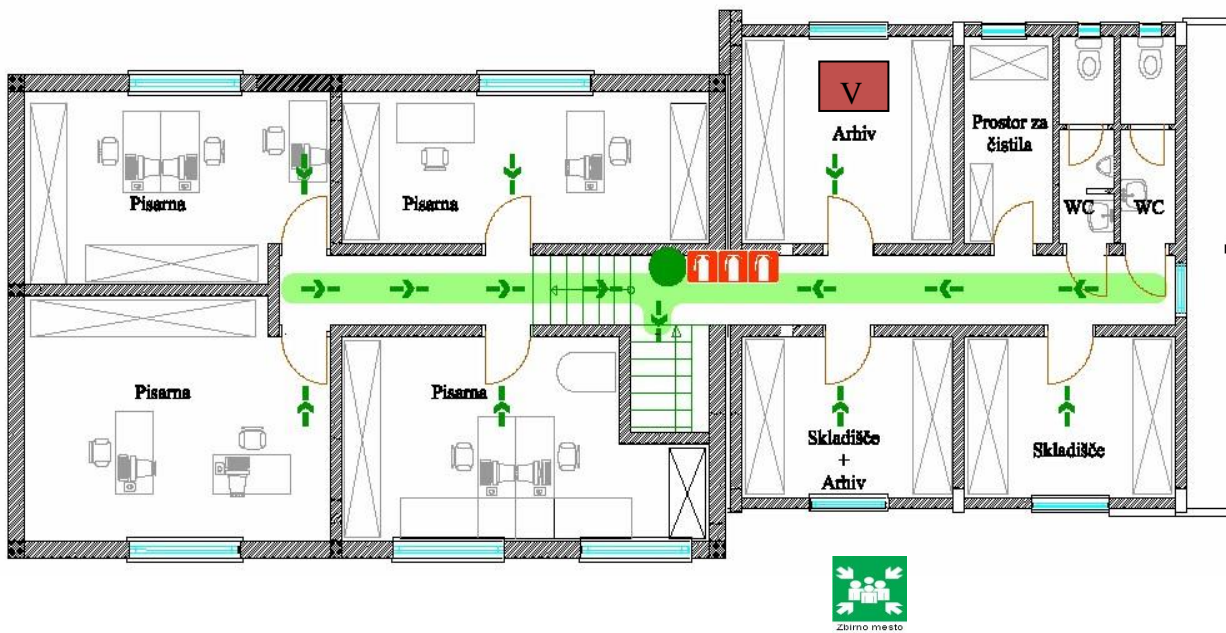 V
Arhiv
Prostor za
čistila
Pisarna
Pisarna
WC
WC
Pisarna
Pisarna
Skladišče
+
Arhiv
Skladišče
Zbirno mesto